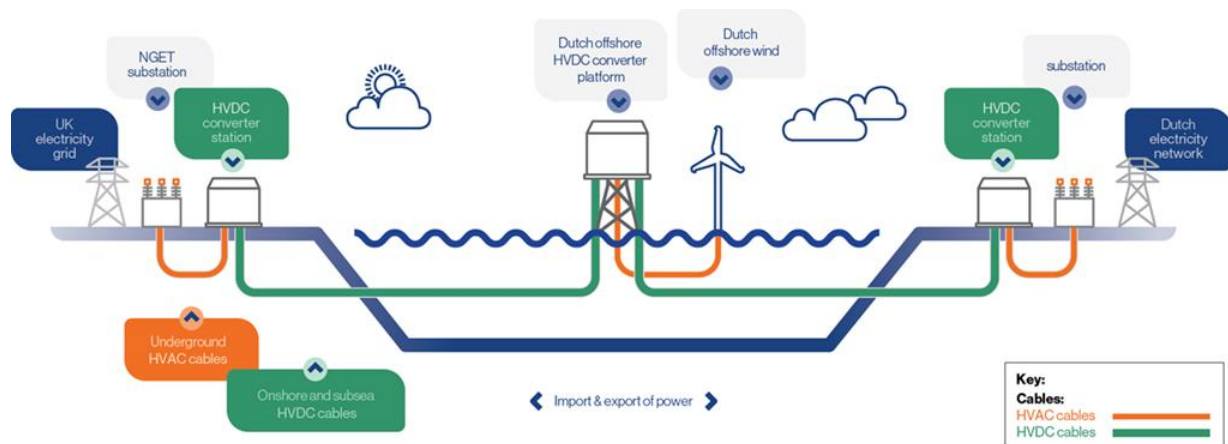 NGET
substation
HVDC
converter
station
UK
electricity
grid
Dutch offshore
HVDC converter
platform
Dutch
offshore wind
substation
HVDC
converter
station
Dutch
electricity
network
Underground
HVAC cables
Onshore and subsea
HVDC cables
Import & export of power
Key:
Cables:
HVAC cables
HVDC cables